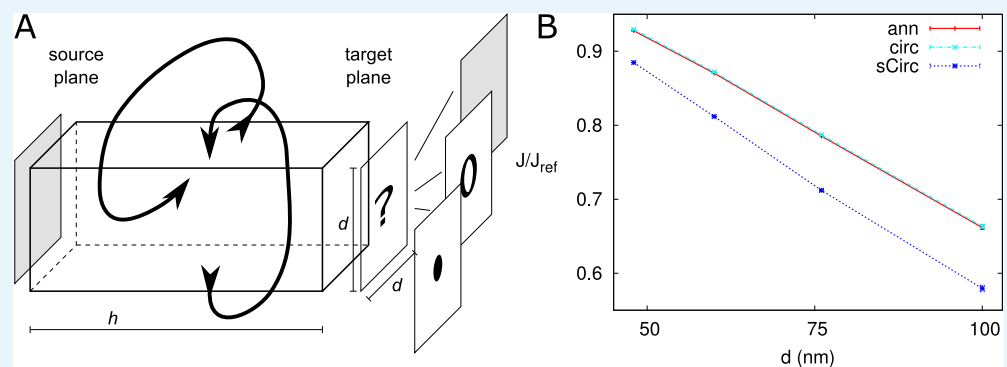 A
source
plane
target
plane
?
d
d
h
B
J/J_ref
0.9
0.8
0.7
0.6
50
75
100
d (nm)
ann
circ
sCirc